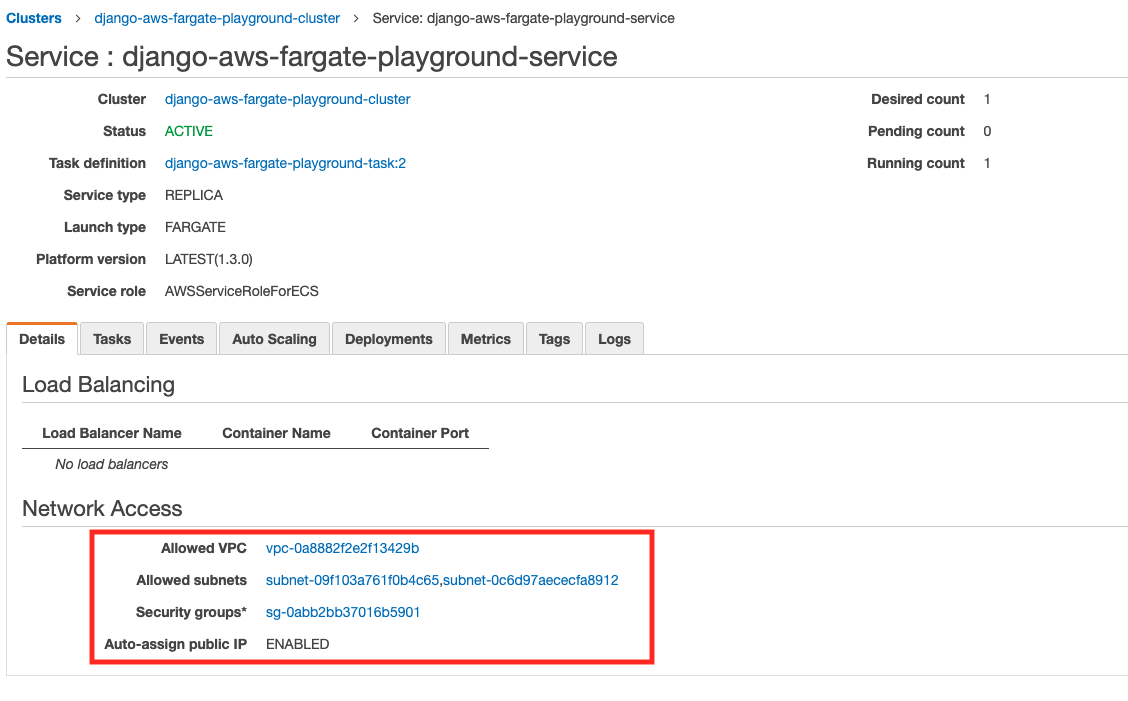 Clusters > django-aws-fargate-playground-cluster > Service: django-aws-fargate-playground-service
Service : django-aws-fargate-playground-service
Cluster django-aws-fargate-playground-cluster Desired count 1
Status ACTIVE Pending count 0
Task definition django-aws-fargate-playground-task:2 Running count 1
Service type REPLICA
Launch type FARGATE
Platform version LATEST(1.3.0)
Service role AWSServiceRoleForECS
Details Tasks Events Auto Scaling Deployments Metrics Tags Logs
Load Balancing
Load Balancer Name Container Name Container Port
No load balancers
Network Access
Allowed VPC vpc-0a8882f2e2f13429b
Allowed subnets subnet-09f103a761f0b4c65,subnet-0c6d97aececfa8912
Security groups* sg-0abb2bb37016b5901
Auto-assign public IP ENABLED